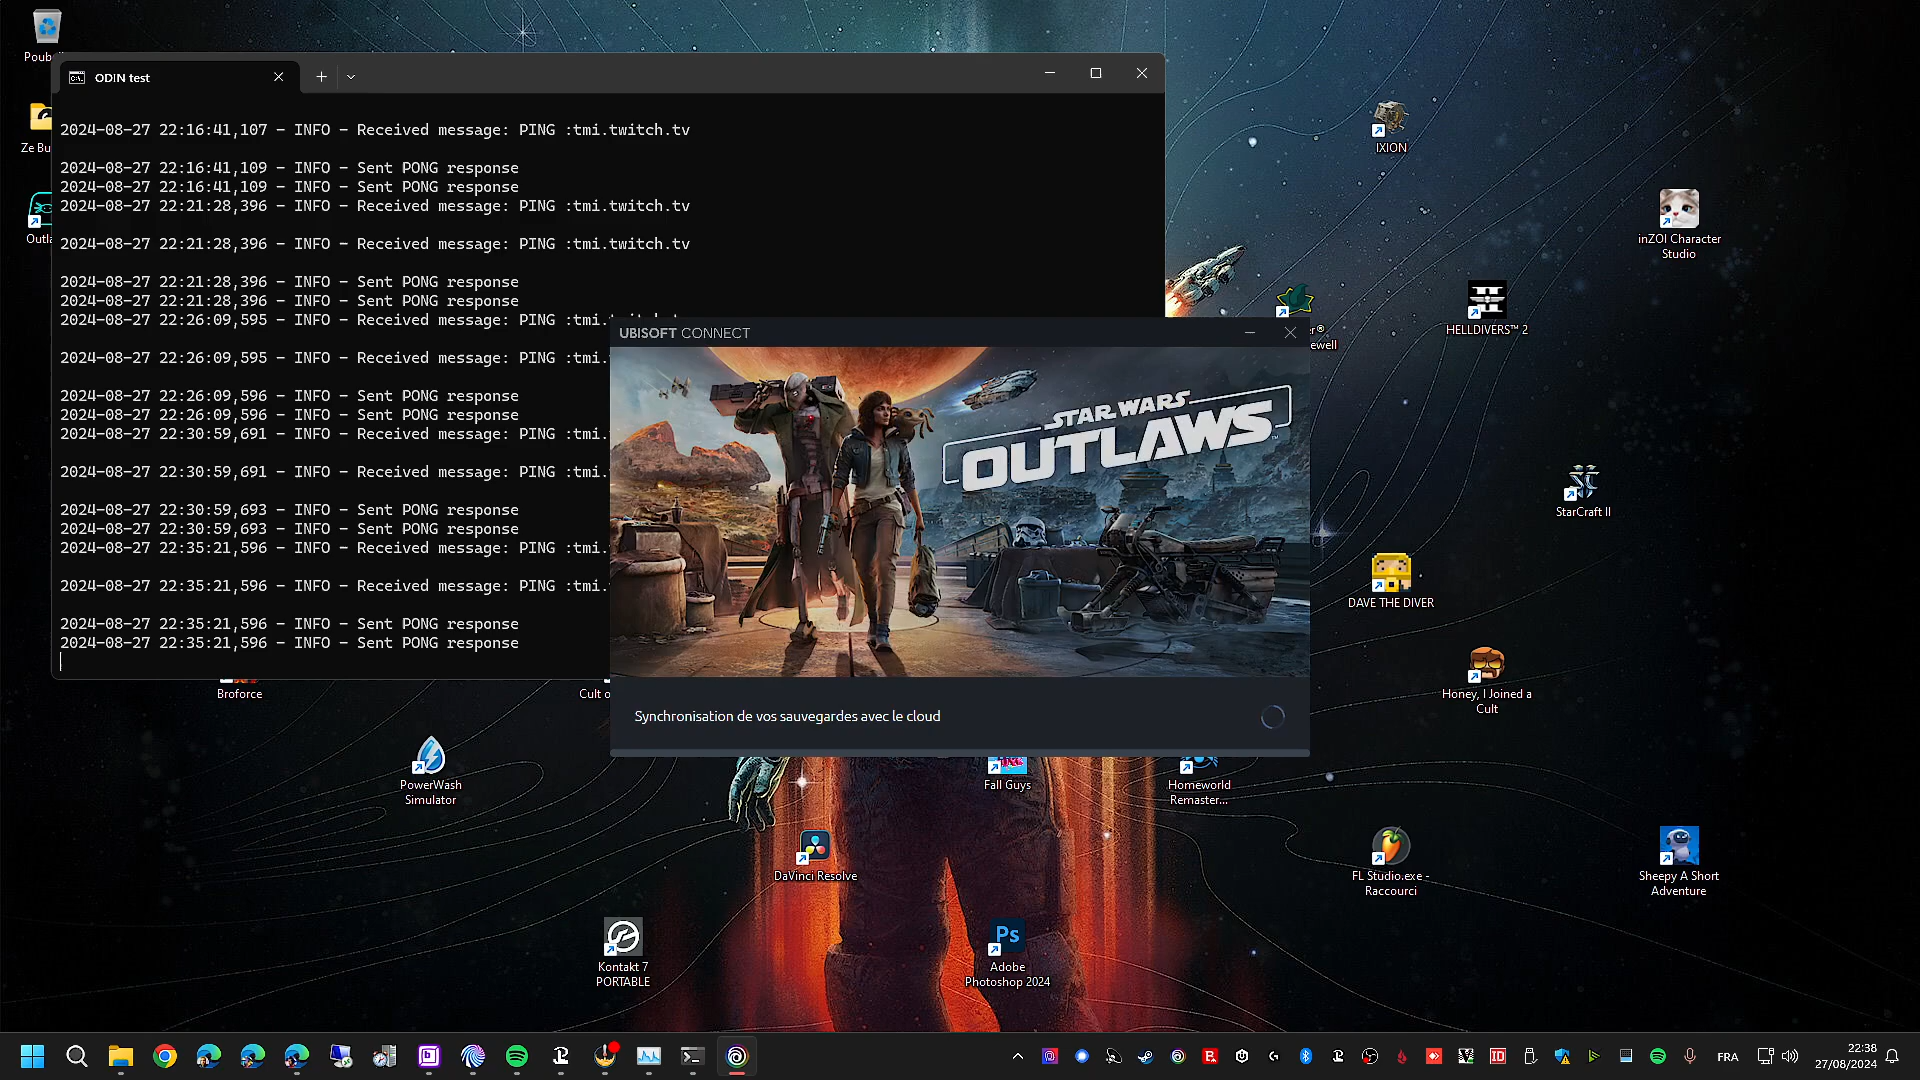 Poub
ODIN test
2024-08-27 22:16:41,107 - INFO - Received message: PING :tmi.twitch.tv
2024-08-27 22:16:41,109 - INFO - Sent PONG response
2024-08-27 22:16:41,109 - INFO - Sent PONG response
2024-08-27 22:21:28,396 - INFO - Received message: PING :tmi.twitch.tv
2024-08-27 22:21:28,396 - INFO - Received message: PING :tmi.twitch.tv
2024-08-27 22:21:28,396 - INFO - Sent PONG response
2024-08-27 22:21:28,396 - INFO - Sent PONG response
2024-08-27 22:26:09,595 - INFO - Received message: PING :tmi.
2024-08-27 22:26:09,595 - INFO - Received message: PING :tmi.
2024-08-27 22:26:09,596 - INFO - Sent PONG response
2024-08-27 22:26:09,596 - INFO - Sent PONG response
2024-08-27 22:30:59,691 - INFO - Received message: PING :tmi.
2024-08-27 22:30:59,691 - INFO - Received message: PING :tmi.
2024-08-27 22:30:59,693 - INFO - Sent PONG response
2024-08-27 22:30:59,693 - INFO - Sent PONG response
2024-08-27 22:35:21,596 - INFO - Received message: PING :tmi.
2024-08-27 22:35:21,596 - INFO - Received message: PING :tmi.
2024-08-27 22:35:21,596 - INFO - Sent PONG response
2024-08-27 22:35:21,596 - INFO - Sent PONG response
Ze Bu
Outla
UBISOFT CONNECT
STAR WARS
OUTLAWS
Synchronisation de vos sauvegardes avec le cloud
IXION
inZOI Character
Studio
HELLDIVERS™ 2
r®
ewell
StarCraft II
DAVE THE DIVER
Honey, I Joined a
Cult
Broforce
Cult o
PowerWash
Simulator
Fall Guys
Homeworld
Remaster...
DaVinci Resolve
FL Studio.exe -
Raccourci
Sheepy A Short
Adventure
Kontakt 7
PORTABLE
Ps
Adobe
Photoshop 2024
FRA
22:38
27/08/2024